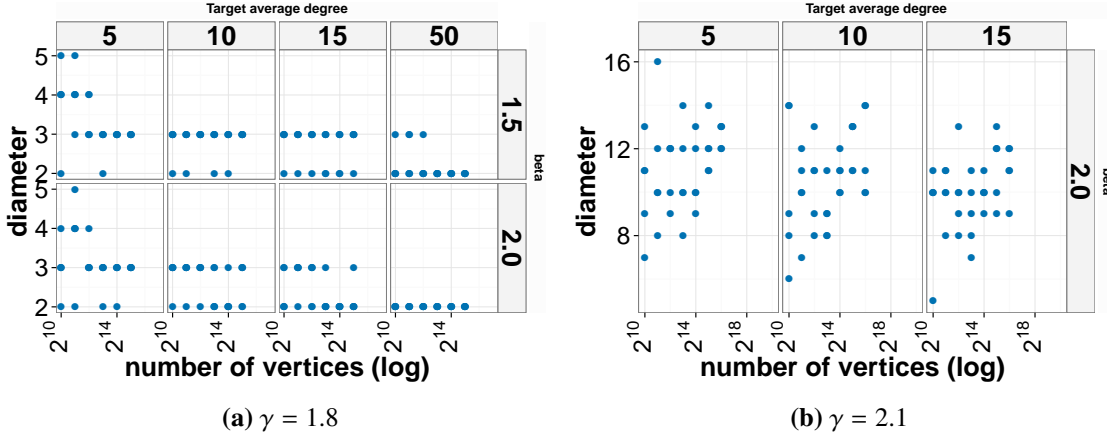 Target average degree
5 10 15 50
5
4
3
2
1.5
5
4
3
2
2.0
beta
diameter
2^10 2^14 2^10 2^14 2^10 2^14 2^10 2^14
number of vertices (log)
(a) γ = 1.8
Target average degree
5 10 15
16
12
8
2.0
beta
diameter
2^10 2^14 2^18 2^10 2^14 2^18 2^10 2^14 2^18
number of vertices (log)
(b) γ = 2.1